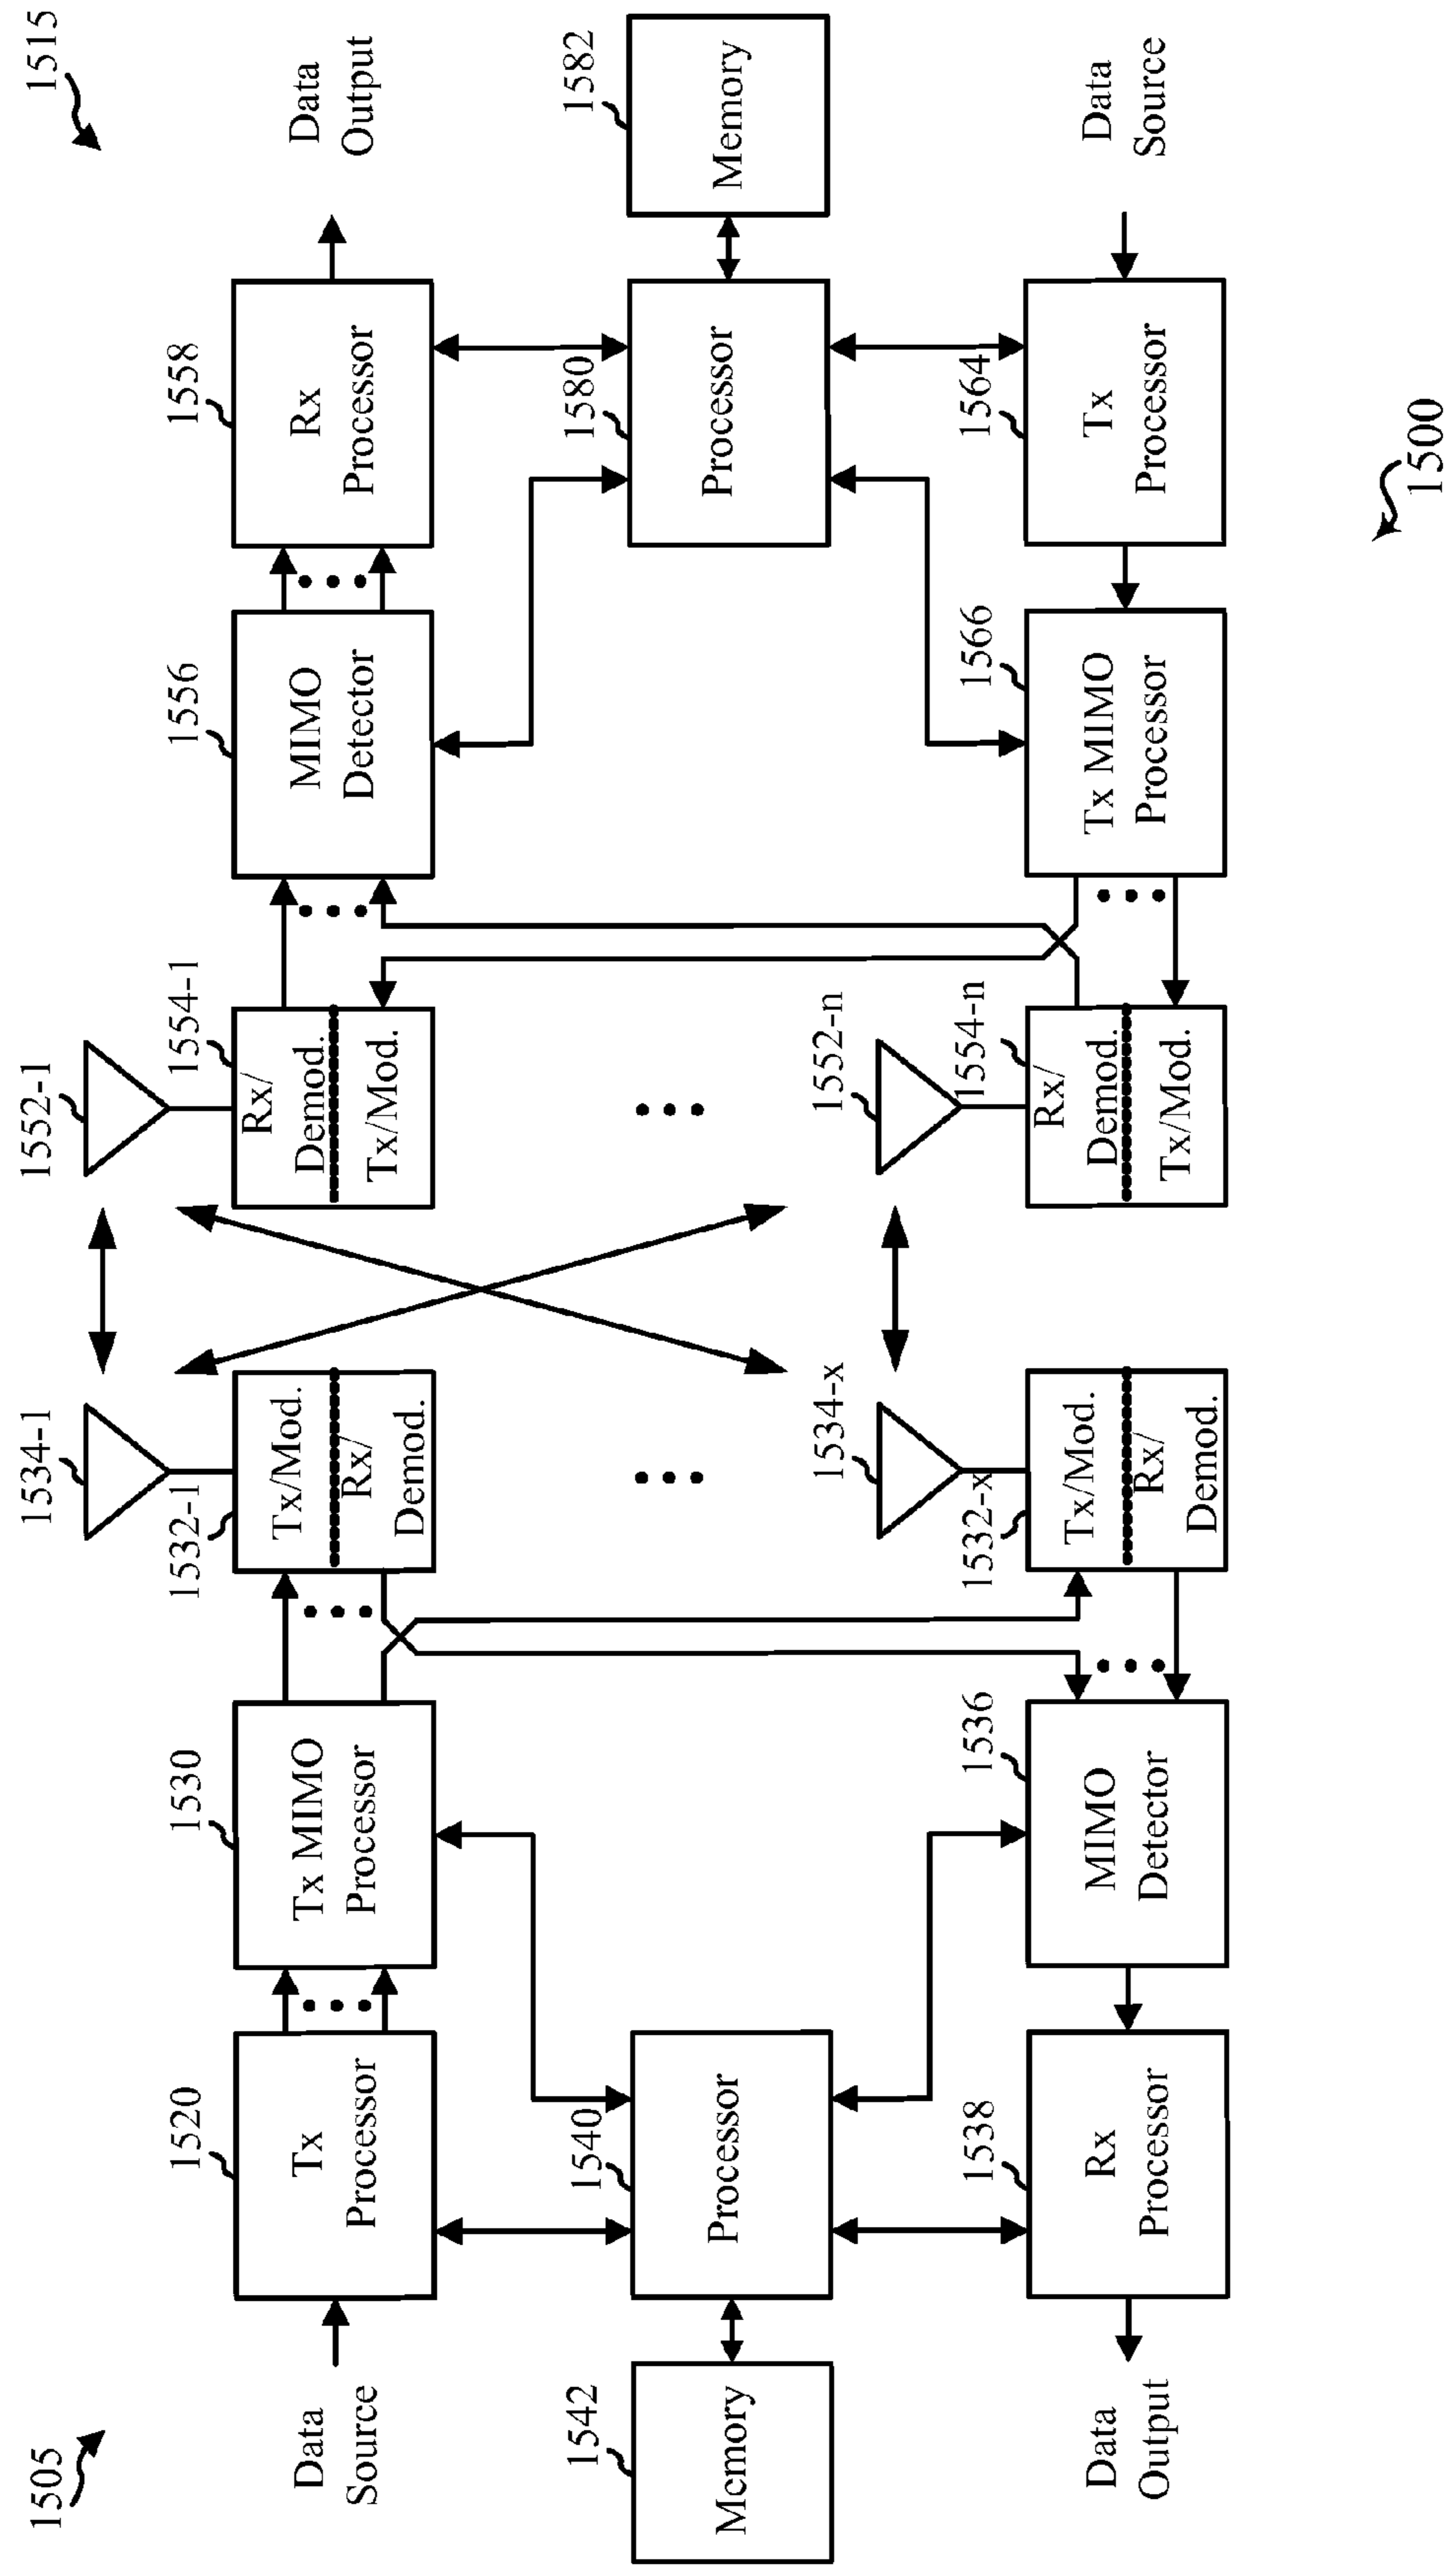 1505
1515
Data
Source
1520
Tx
Processor
1530
Tx MIMO
Processor
1532-1
Tx/Mod.
Rx/
Demod.
1534-1
1552-1
1554-1
Rx/
Demod.
Tx/Mod.
1556
MIMO
Detector
1558
Rx
Processor
Data
Output
1542
Memory
1540
Processor
1580
Processor
1582
Memory
Data
Output
1538
Rx
Processor
1536
MIMO
Detector
1532-x
Tx/Mod.
Rx/
Demod.
1534-x
1552-n
1554-n
Rx/
Demod.
Tx/Mod.
1566
Tx MIMO
Processor
1564
Tx
Processor
Data
Source
1500